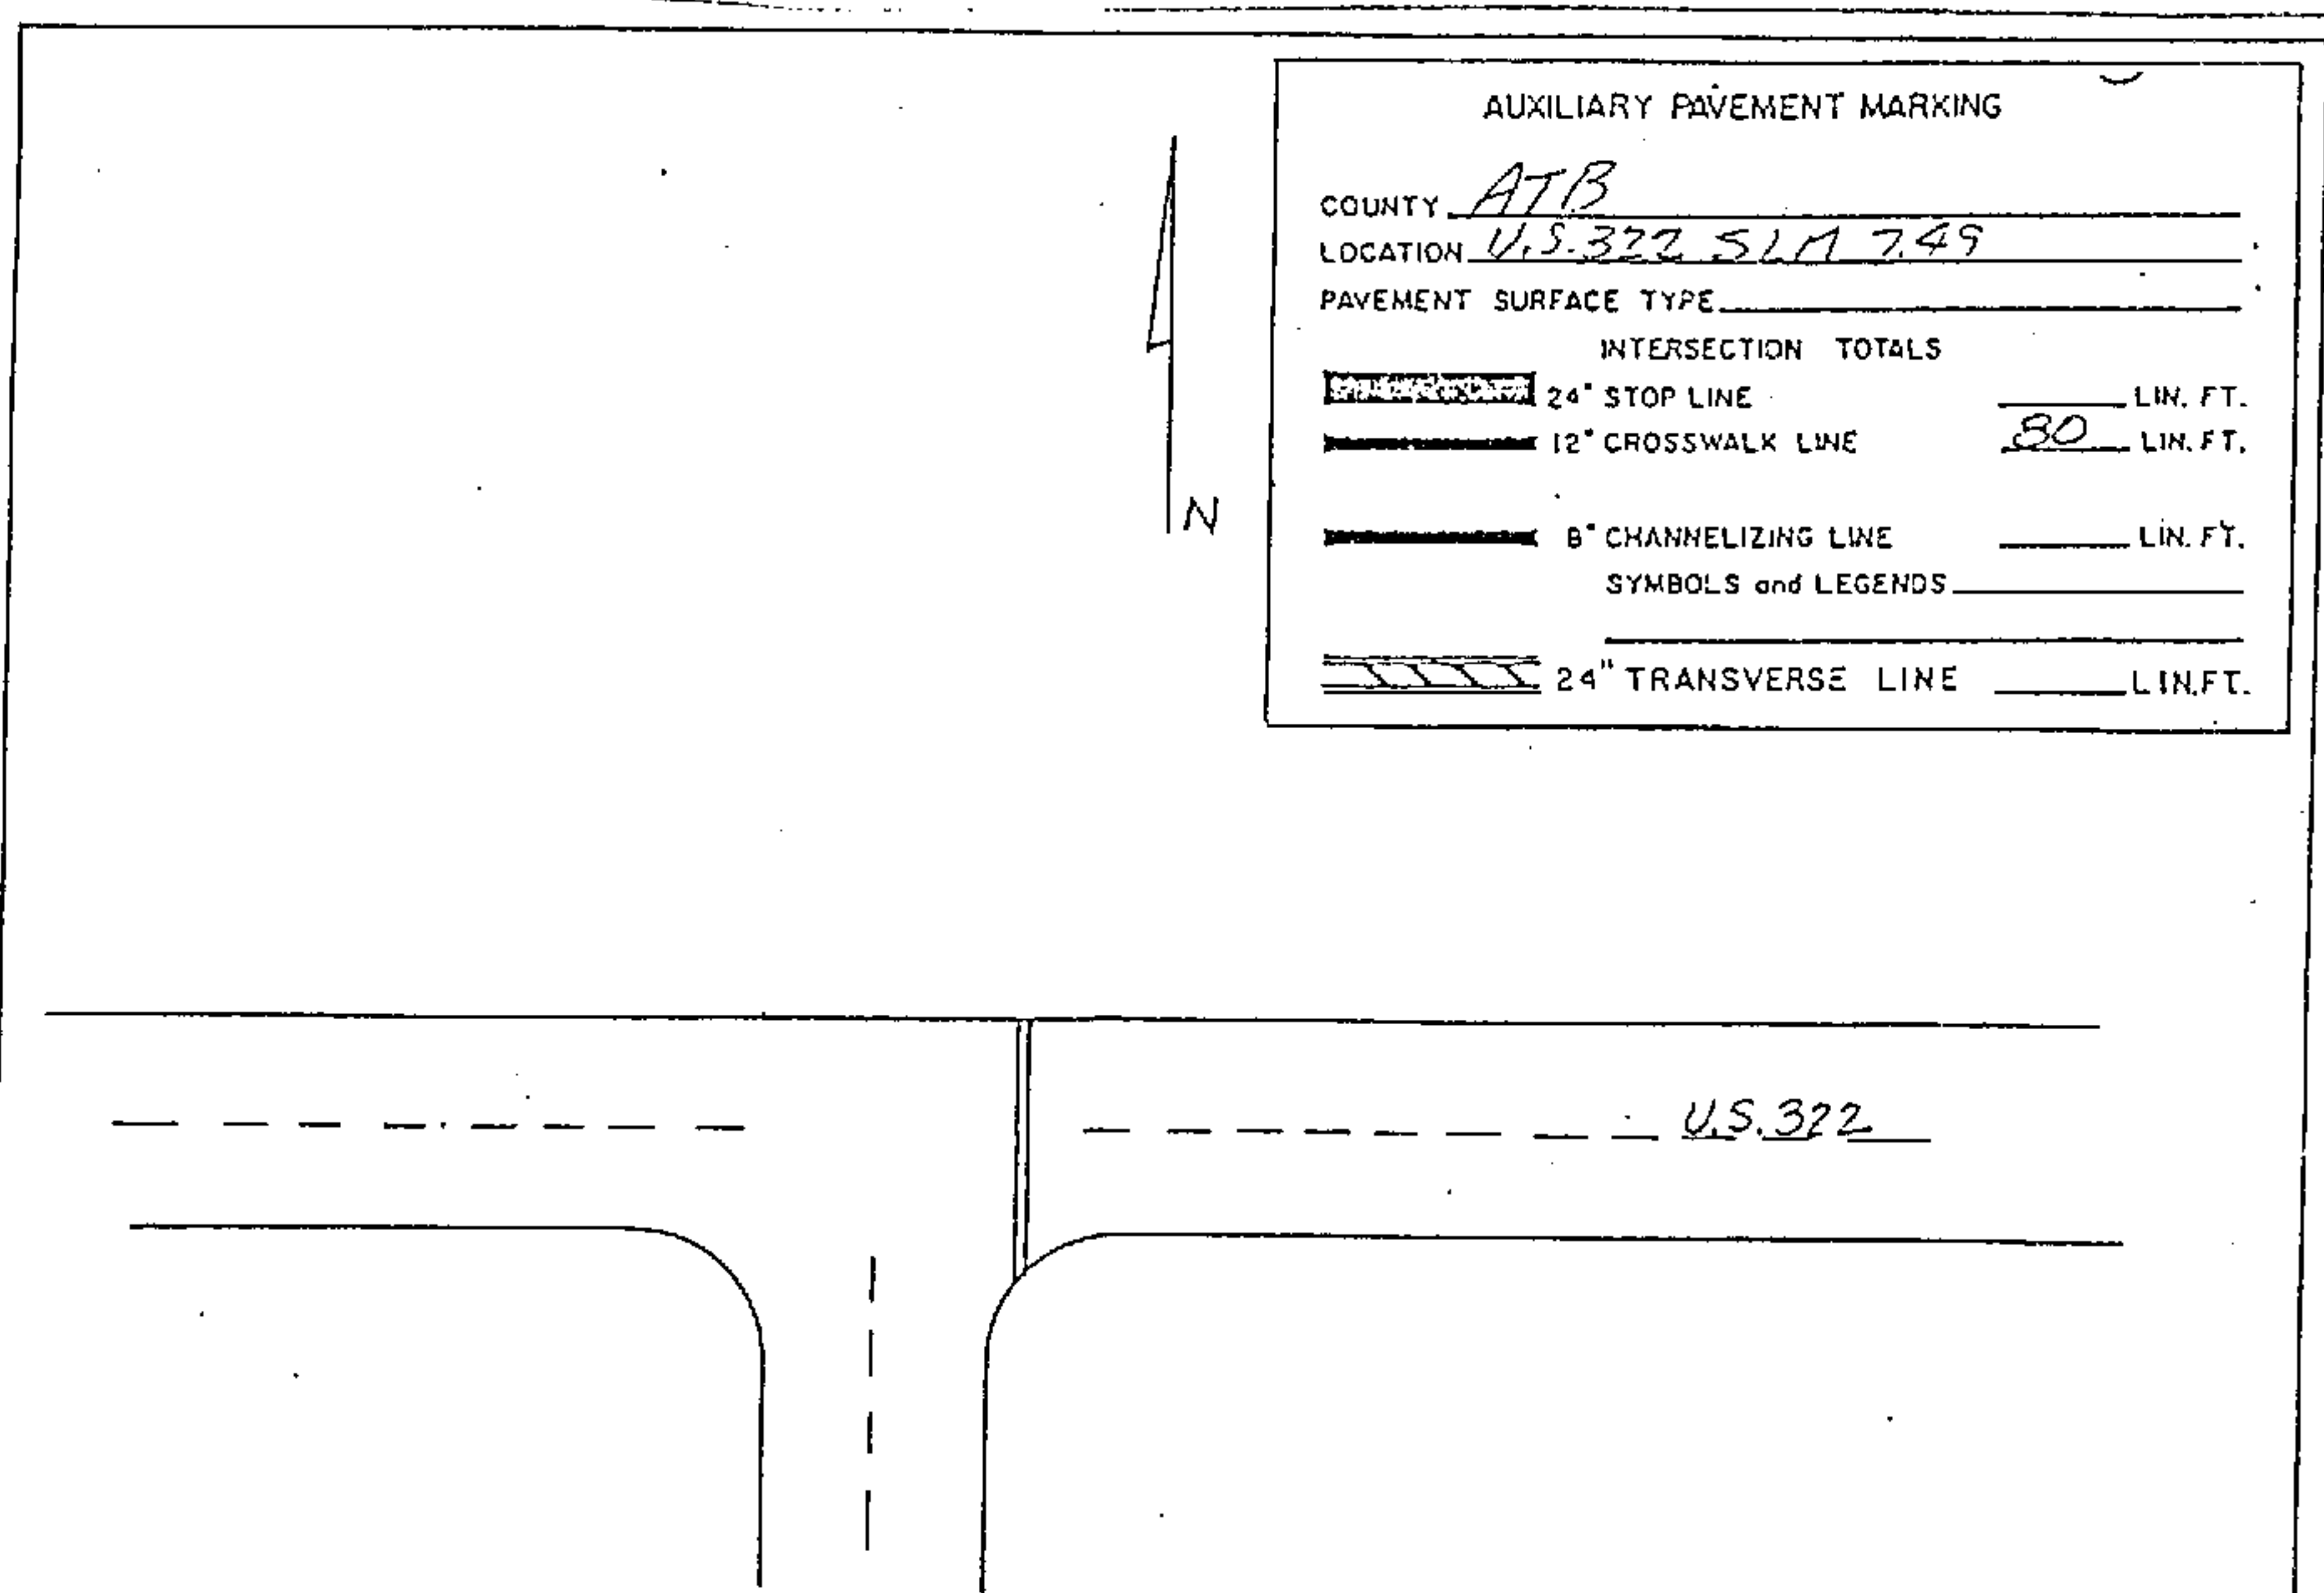 AUXILIARY PAVEMENT MARKING
COUNTY ATB
LOCATION U.S.322 SLM 7.49
PAVEMENT SURFACE TYPE
INTERSECTION TOTALS
24" STOP LINE LIN. FT.
12" CROSSWALK LINE 80 LIN. FT.
8" CHANNELIZING LINE LIN. FT.
SYMBOLS and LEGENDS
24" TRANSVERSE LINE LIN.FT.
N
U.S.322